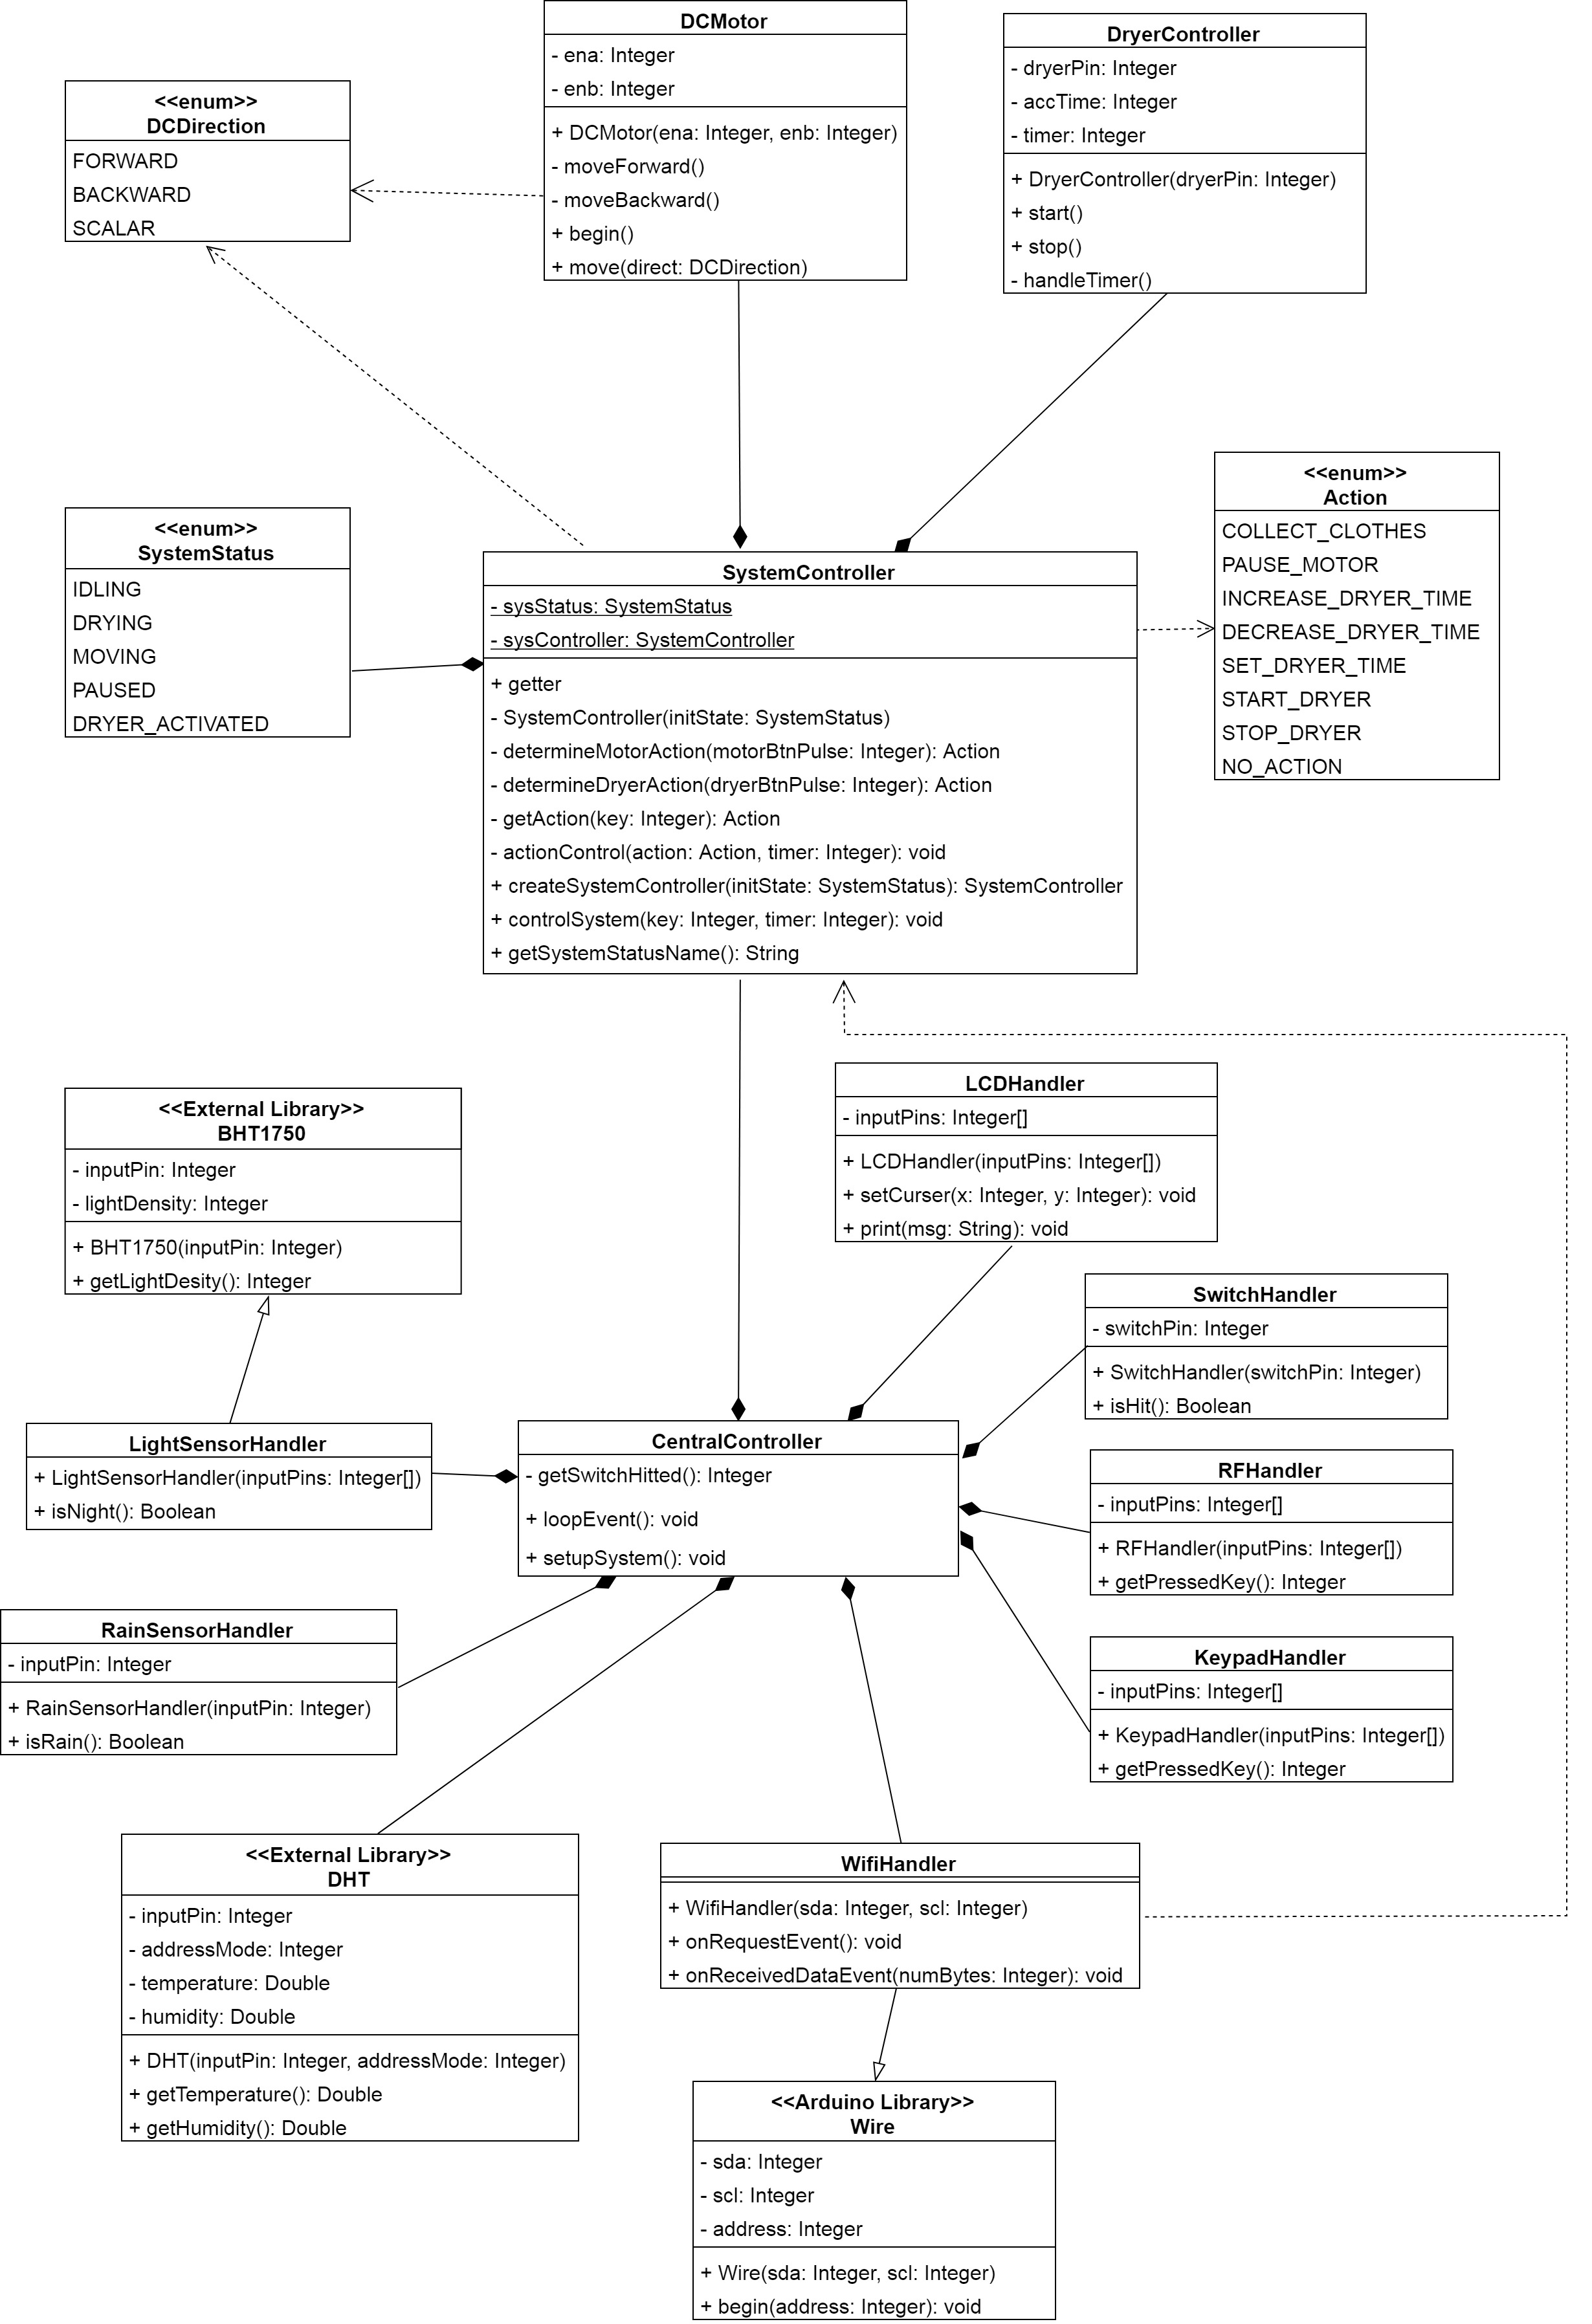 DCMotor
- ena: Integer
- enb: Integer
+ DCMotor(ena: Integer, enb: Integer)
- moveForward()
- moveBackward()
+ begin()
+ move(direct: DCDirection)
DryerController
- dryerPin: Integer
- accTime: Integer
- timer: Integer
+ DryerController(dryerPin: Integer)
+ start()
+ stop()
- handleTimer()
<<enum>>
DCDirection
FORWARD
BACKWARD
SCALAR
<<enum>>
Action
COLLECT_CLOTHES
PAUSE_MOTOR
INCREASE_DRYER_TIME
DECREASE_DRYER_TIME
SET_DRYER_TIME
START_DRYER
STOP_DRYER
NO_ACTION
<<enum>>
SystemStatus
IDLING
DRYING
MOVING
PAUSED
DRYER_ACTIVATED
SystemController
- sysStatus: SystemStatus
- sysController: SystemController
+ getter
- SystemController(initState: SystemStatus)
- determineMotorAction(motorBtnPulse: Integer): Action
- determineDryerAction(dryerBtnPulse: Integer): Action
- getAction(key: Integer): Action
- actionControl(action: Action, timer: Integer): void
+ createSystemController(initState: SystemStatus): SystemController
+ controlSystem(key: Integer, timer: Integer): void
+ getSystemStatusName(): String
LCDHandler
- inputPins: Integer[]
+ LCDHandler(inputPins: Integer[])
+ setCurser(x: Integer, y: Integer): void
+ print(msg: String): void
<<External Library>>
BHT1750
- inputPin: Integer
- lightDensity: Integer
+ BHT1750(inputPin: Integer)
+ getLightDesity(): Integer
SwitchHandler
- switchPin: Integer
+ SwitchHandler(switchPin: Integer)
+ isHit(): Boolean
LightSensorHandler
+ LightSensorHandler(inputPins: Integer[])
+ isNight(): Boolean
CentralController
- getSwitchHitted(): Integer
+ loopEvent(): void
+ setupSystem(): void
RFHandler
- inputPins: Integer[]
+ RFHandler(inputPins: Integer[])
+ getPressedKey(): Integer
RainSensorHandler
- inputPin: Integer
+ RainSensorHandler(inputPin: Integer)
+ isRain(): Boolean
KeypadHandler
- inputPins: Integer[]
+ KeypadHandler(inputPins: Integer[])
+ getPressedKey(): Integer
<<External Library>>
DHT
- inputPin: Integer
- addressMode: Integer
- temperature: Double
- humidity: Double
+ DHT(inputPin: Integer, addressMode: Integer)
+ getTemperature(): Double
+ getHumidity(): Double
WifiHandler
+ WifiHandler(sda: Integer, scl: Integer)
+ onRequestEvent(): void
+ onReceivedDataEvent(numBytes: Integer): void
<<Arduino Library>>
Wire
- sda: Integer
- scl: Integer
- address: Integer
+ Wire(sda: Integer, scl: Integer)
+ begin(address: Integer): void